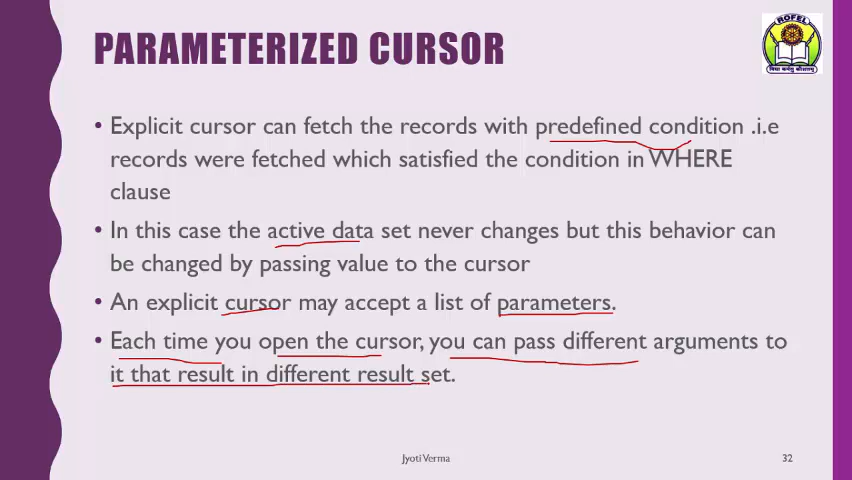 PARAMETERIZED CURSOR
ROFEL
• Explicit cursor can fetch the records with predefined condition .i.e
records were fetched which satisfied the condition in WHERE
clause
• In this case the active data set never changes but this behavior can
be changed by passing value to the cursor
• An explicit cursor may accept a list of parameters.
• Each time you open the cursor, you can pass different arguments to
it that result in different result set.
Jyoti Verma
32